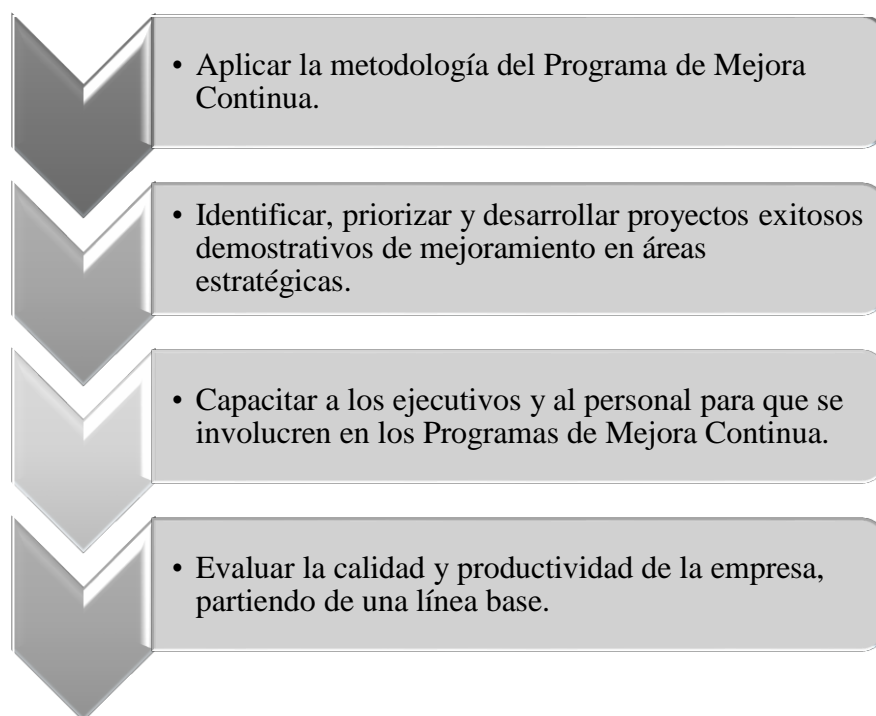 • Aplicar la metodología del Programa de Mejora
Continua.
• Identificar, priorizar y desarrollar proyectos exitosos
demostrativos de mejoramiento en áreas
estratégicas.
• Capacitar a los ejecutivos y al personal para que se
involucren en los Programas de Mejora Continua.
• Evaluar la calidad y productividad de la empresa,
partiendo de una línea base.